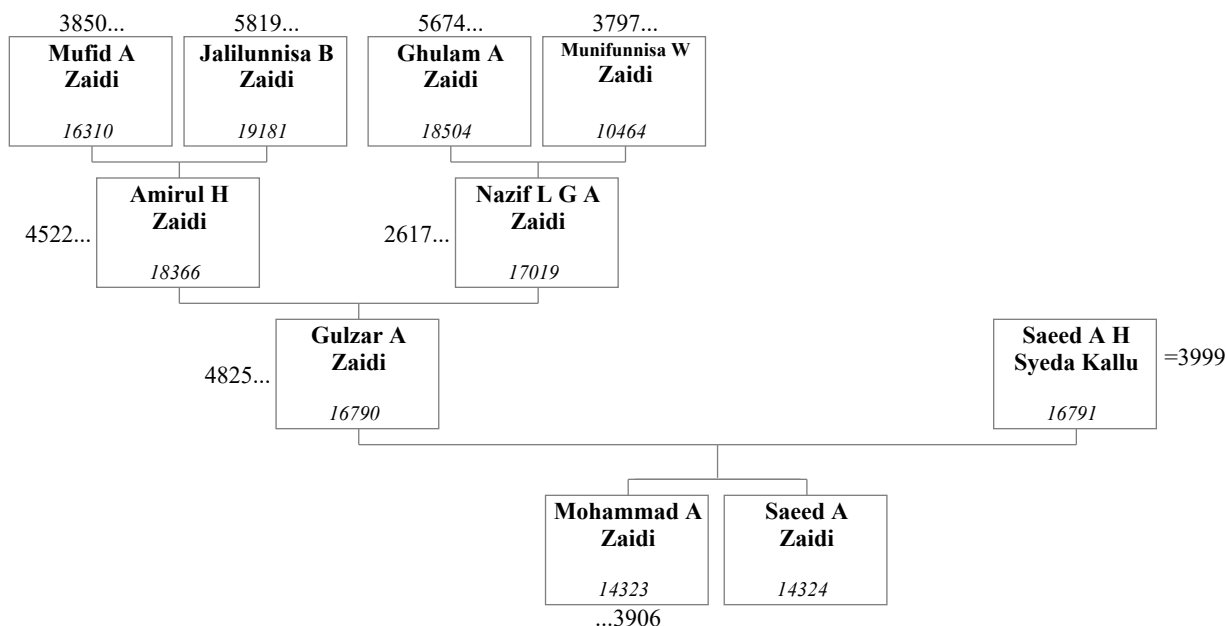 3850...
5819...
5674...
3797...
Mufid A
Zaidi
16310
Jalilunnisa B
Zaidi
19181
Ghulam A
Zaidi
18504
Munifunnisa W
Zaidi
10464
4522...
Amirul H
Zaidi
18366
2617...
Nazif L G A
Zaidi
17019
4825...
Gulzar A
Zaidi
16790
Saeed A H
Syeda Kallu
16791
=3999
Mohammad A
Zaidi
14323
...3906
Saeed A
Zaidi
14324